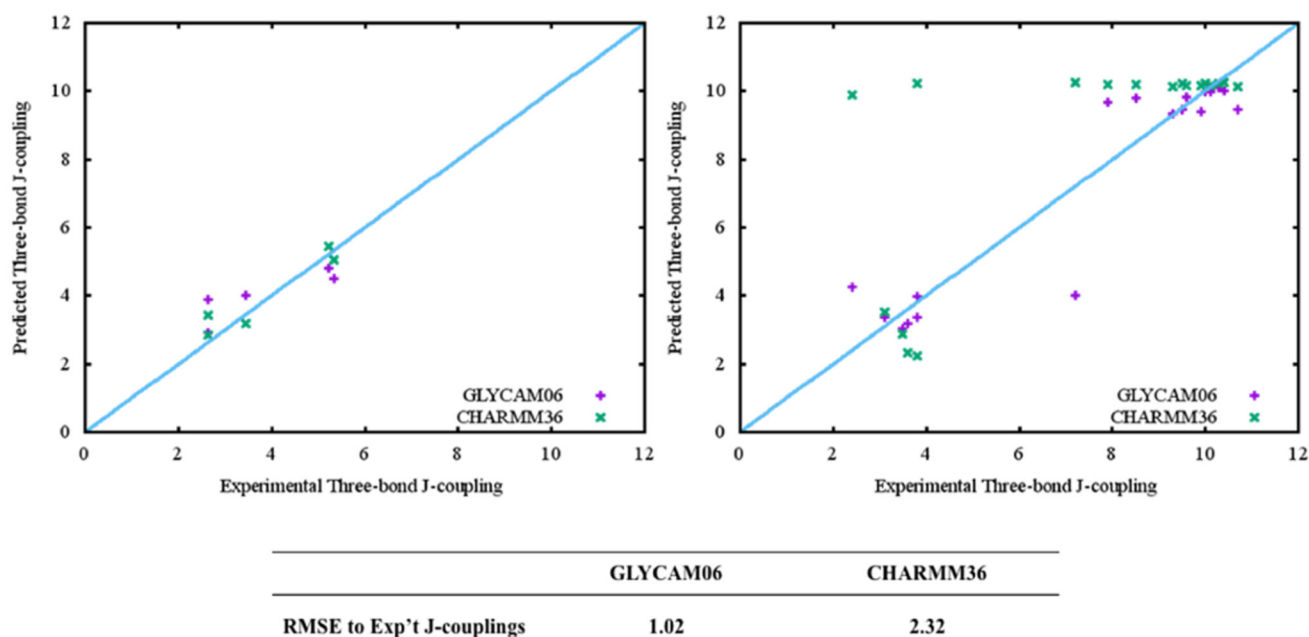 12
10
8
6
4
2
0
Predicted Three-bond J-coupling
GLYCAM06
CHARMM36
0 2 4 6 8 10 12
Experimental Three-bond J-coupling
12
10
8
6
4
2
0
Predicted Three-bond J-coupling
GLYCAM06
CHARMM36
0 2 4 6 8 10 12
Experimental Three-bond J-coupling
GLYCAM06 CHARMM36
RMSE to Exp't J-couplings 1.02 2.32